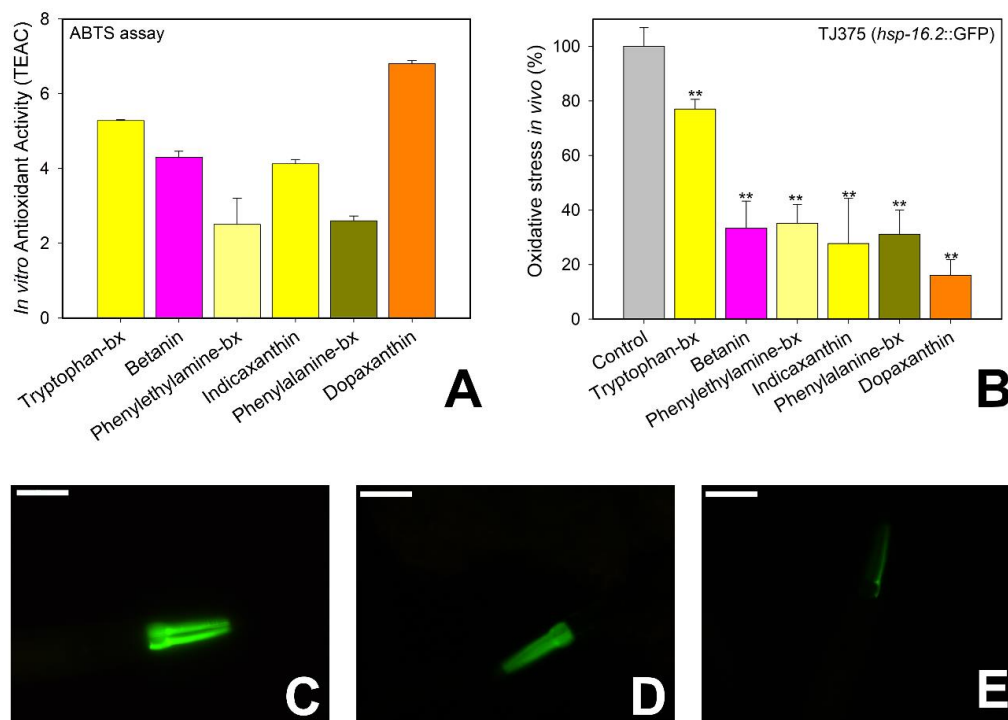 ABTS assay
In vitro Antioxidant Activity (TEAC)
8
6
4
2
0
Tryptophan-bx
Betanin
Phenylethylamine-bx
Indicaxanthin
Phenylalanine-bx
Dopaxanthin
A
TJ375 (hsp-16.2::GFP)
Oxidative stress in vivo (%)
100
80
60
40
20
0
**
**
**
**
**
**
Control
Tryptophan-bx
Betanin
Phenylethylamine-bx
Indicaxanthin
Phenylalanine-bx
Dopaxanthin
B
C
D
E